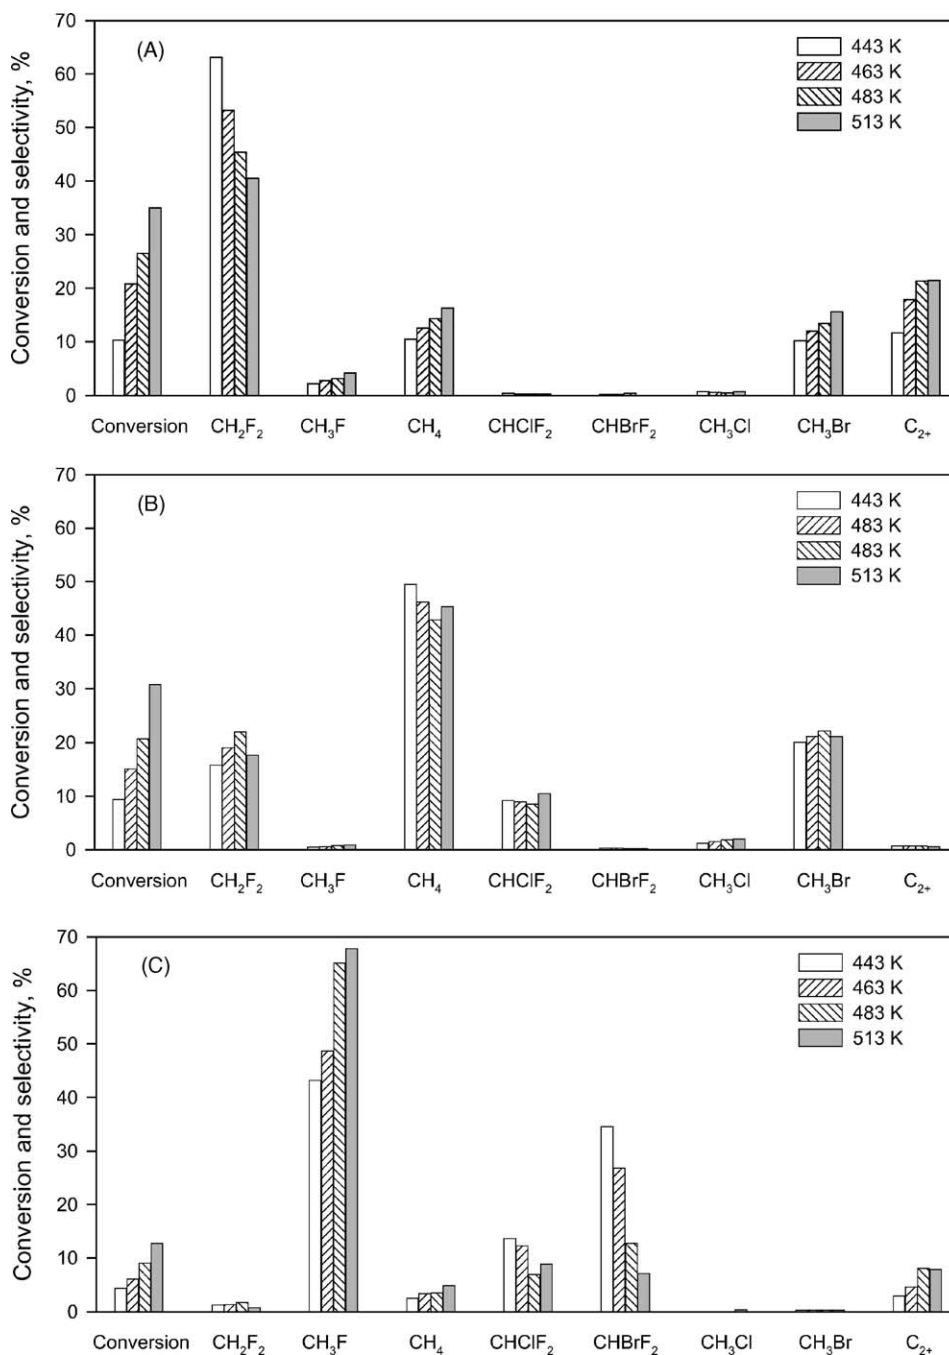 Conversion and selectivity, %
70
60
50
40
30
20
10
0
(A)
443 K
463 K
483 K
513 K
Conversion CH₂F₂ CH₃F CH₄ CHClF₂ CHBrF₂ CH₃Cl CH₃Br C₂₊
Conversion and selectivity, %
70
60
50
40
30
20
10
0
(B)
443 K
483 K
483 K
513 K
Conversion CH₂F₂ CH₃F CH₄ CHClF₂ CHBrF₂ CH₃Cl CH₃Br C₂₊
Conversion and selectivity, %
70
60
50
40
30
20
10
0
(C)
443 K
463 K
483 K
513 K
Conversion CH₂F₂ CH₃F CH₄ CHClF₂ CHBrF₂ CH₃Cl CH₃Br C₂₊